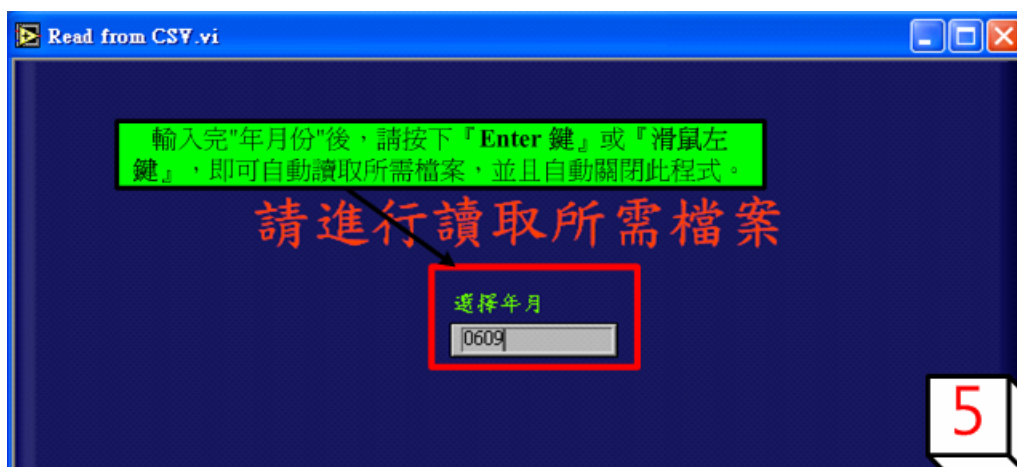 Read from CSV.vi
輸入完"年月份"後，請按下『Enter 鍵』或『滑鼠左
鍵』，即可自動讀取所需檔案，並且自動關閉此程式。
請進行讀取所需檔案
選擇年月
0609
5